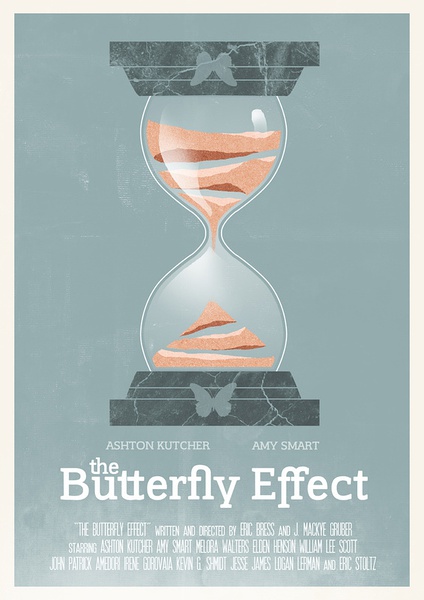 ASHTON KUTCHER AMY SMART
the
Butterfly Effect
"THE BUTTERFLY EFFECT" WRITTEN AND DIRECTED BY ERIC BRESS AND J. MACKYE GRUBER
STARRING ASHTON KUTCHER AMY SMART MELORA WALTERS ELDEN HENSON WILLIAM LEE SCOTT
JOHN PATRICK AMEDORI IRENE GOROVAIA KEVIN G. SHMIDT JESSE JAMES LOGAN LERMAN AND ERIC STOLTZ